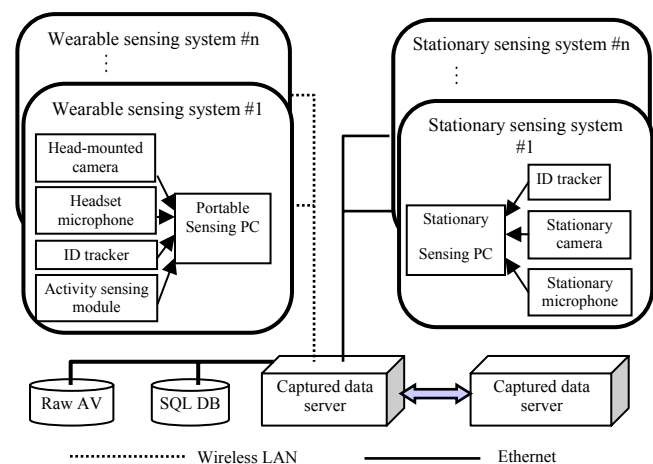 Wearable sensing system #n
⋮
Wearable sensing system #1
Head-mounted
camera
Headset
microphone
ID tracker
Activity sensing
module
Portable
Sensing PC
Stationary sensing system #n
⋮
Stationary sensing system
#1
ID tracker
Stationary
camera
Stationary
microphone
Stationary
Sensing PC
Raw AV
SQL DB
Captured data
server
Captured data
server
Wireless LAN
Ethernet